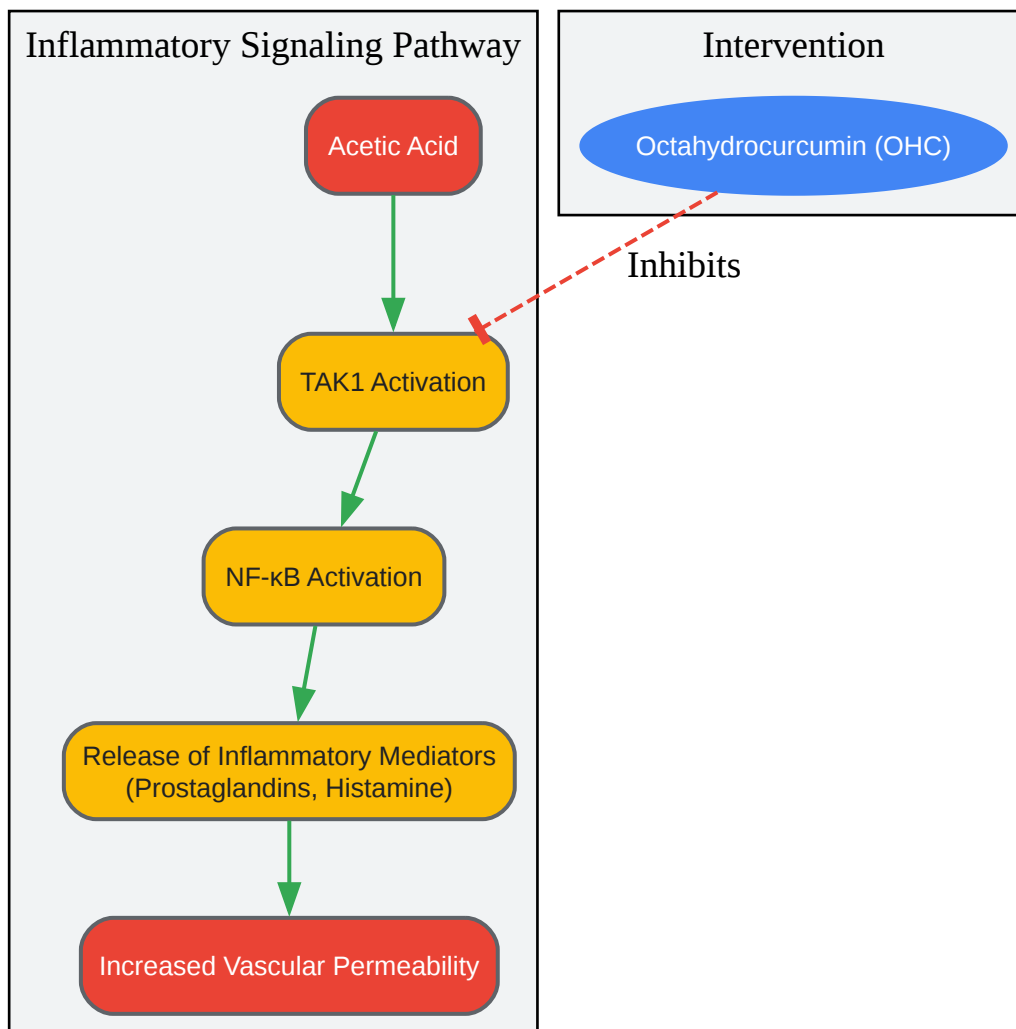 Inflammatory Signaling Pathway
Acetic Acid
TAK1 Activation
NF-κB Activation
Release of Inflammatory Mediators
(Prostaglandins, Histamine)
Increased Vascular Permeability
Intervention
Octahydrocurcumin (OHC)
Inhibits